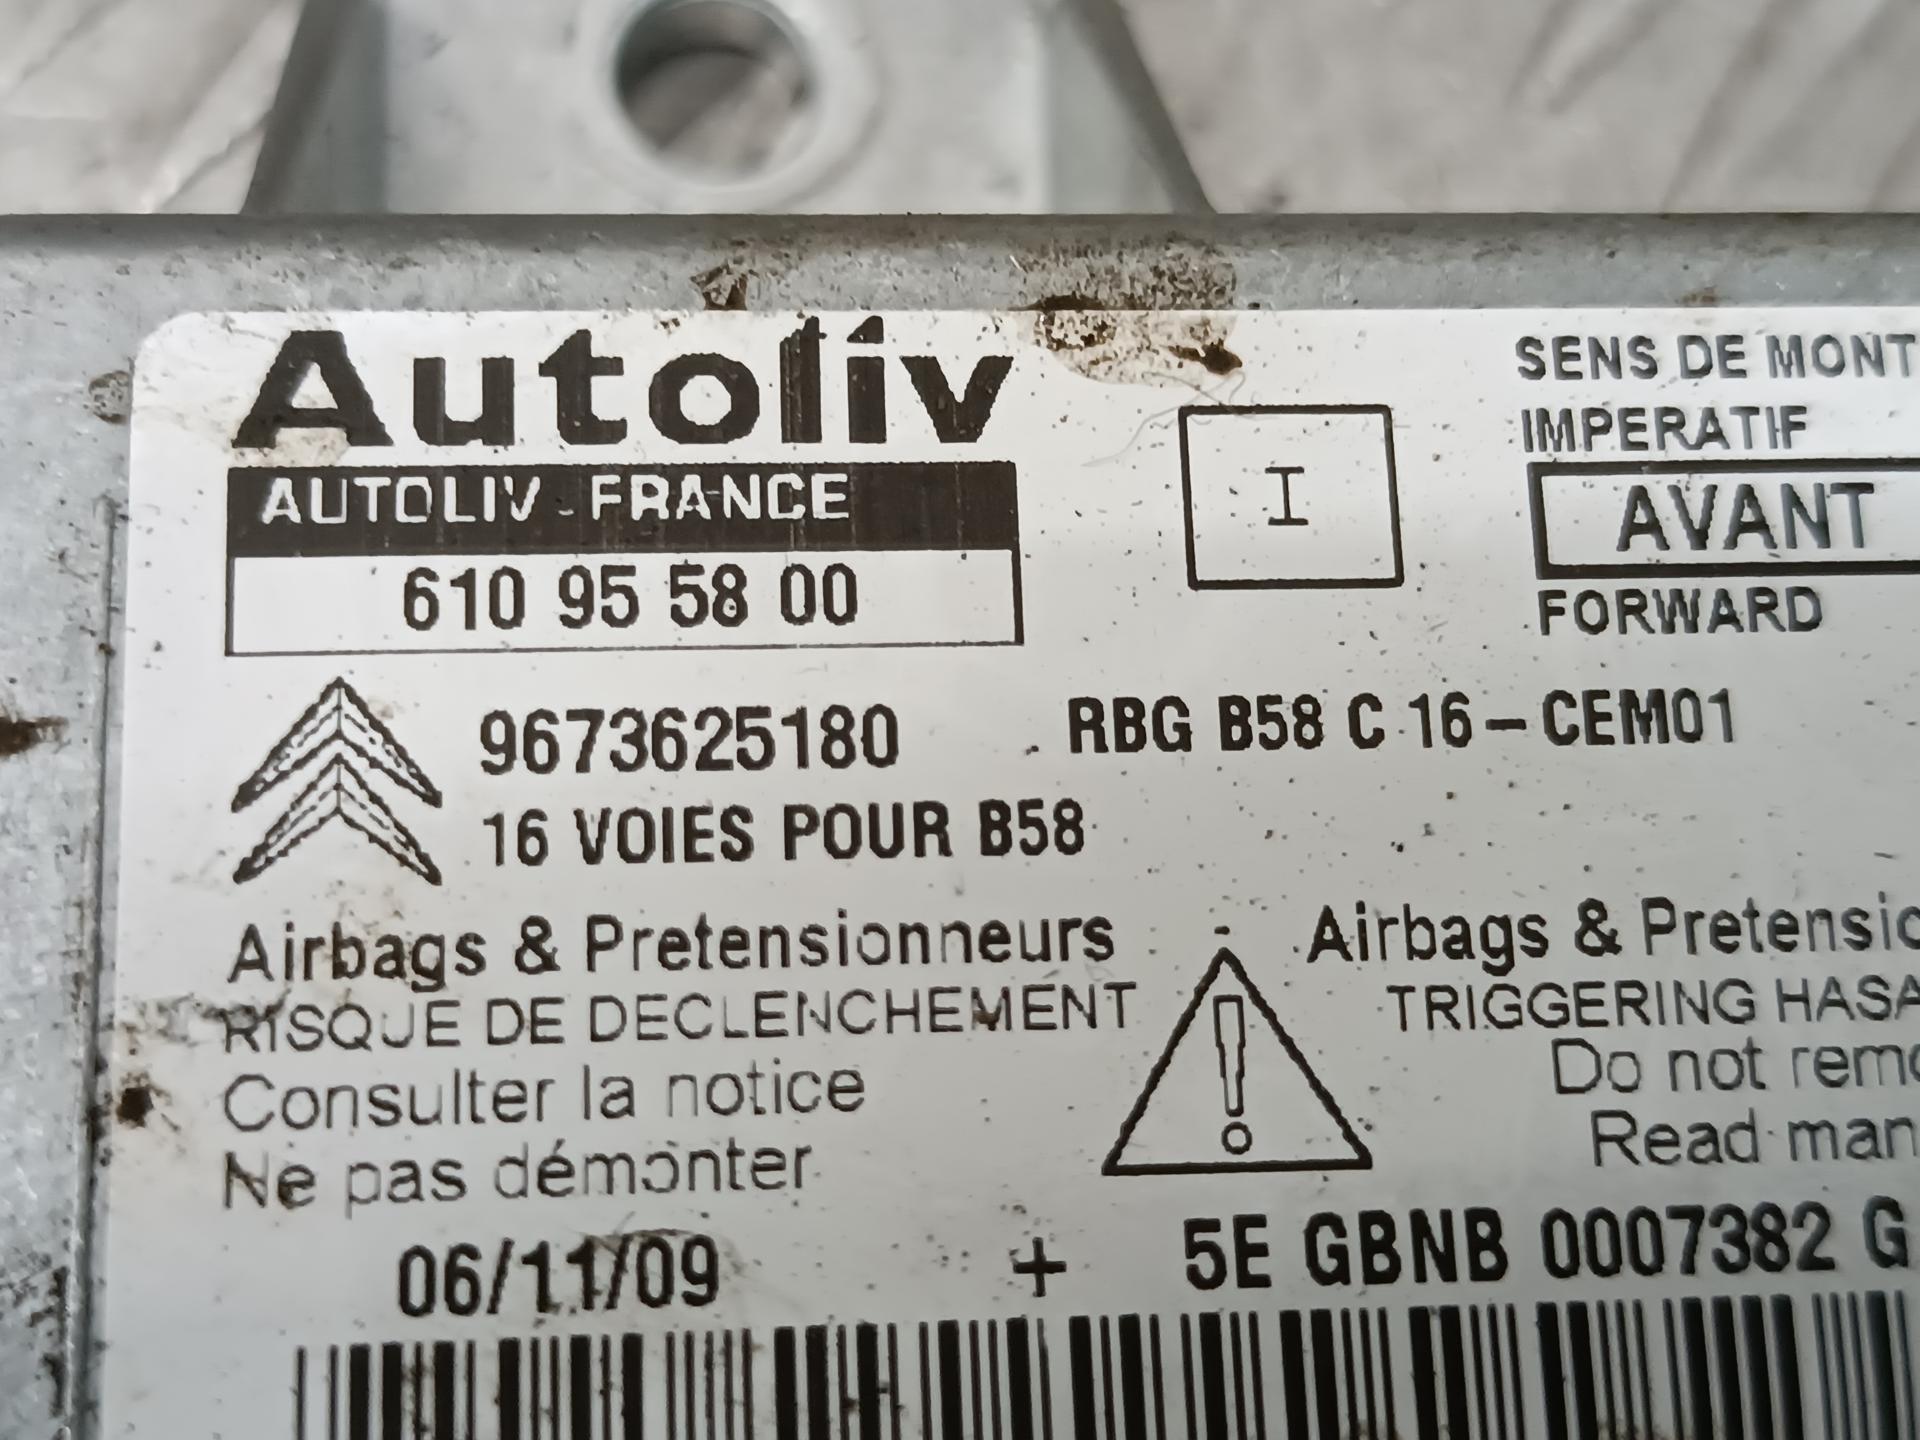 Autoliv
AUTOLIV - FRANCE
610 95 58 00
I
SENS DE MONT
IMPERATIF
AVANT
FORWARD
9673625180
RBG B58 C 16-CEM01
16 VOIES POUR B58
Airbags & Pretensionneurs
RISQUE DE DECLENCHEMENT
Consulter la notice
Ne pas démonter
Airbags & Pretensio
TRIGGERING HASA
Do not remo
Read man
06/11/09
+
5E GBNB 0007382 G